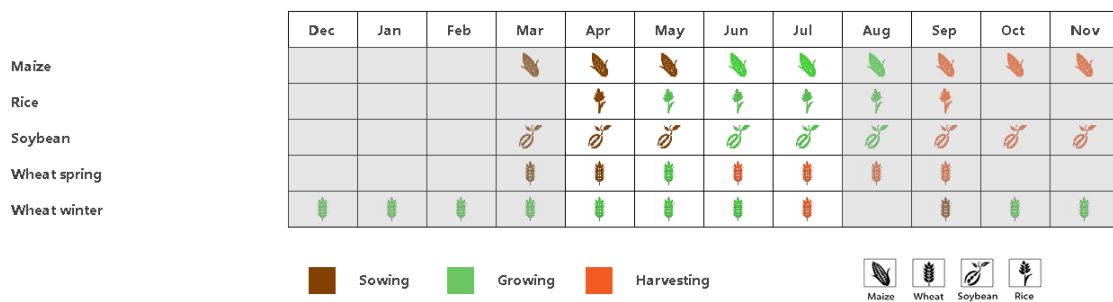 Dec Jan Feb Mar Apr May Jun Jul Aug Sep Oct Nov
Maize
Rice
Soybean
Wheat spring
Wheat winter
Sowing Growing Harvesting
Maize Wheat Soybean Rice